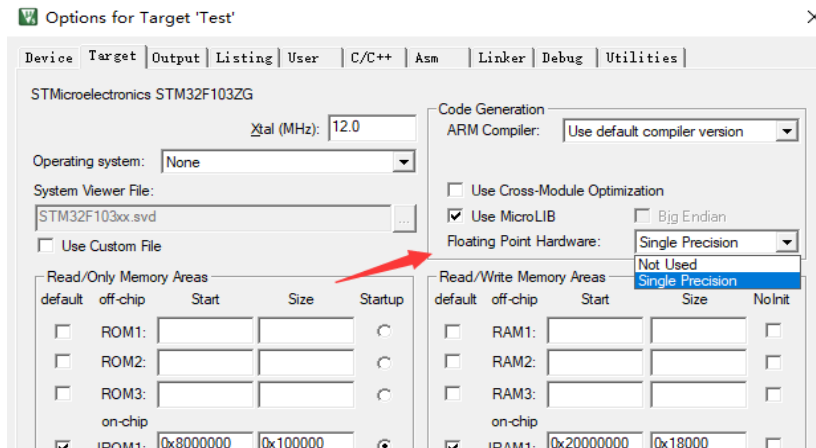 Options for Target 'Test'
Device Target Output Listing User C/C++ Asm Linker Debug Utilities
STMicroelectronics STM32F103ZG
Xtal (MHz): 12.0
Operating system: None
System Viewer File:
STM32F103xx.svd ...
Use Custom File
Code Generation
ARM Compiler: Use default compiler version
Use Cross-Module Optimization
Use MicroLIB Big Endian
Floating Point Hardware: Single Precision
Not Used
Single Precision
Read/Only Memory Areas
default off-chip Start Size Startup
ROM1:
ROM2:
ROM3:
on-chip
IROM1: 0x8000000 0x100000
Read/Write Memory Areas
default off-chip Start Size NoInit
RAM1:
RAM2:
RAM3:
on-chip
IRAM1: 0x20000000 0x18000